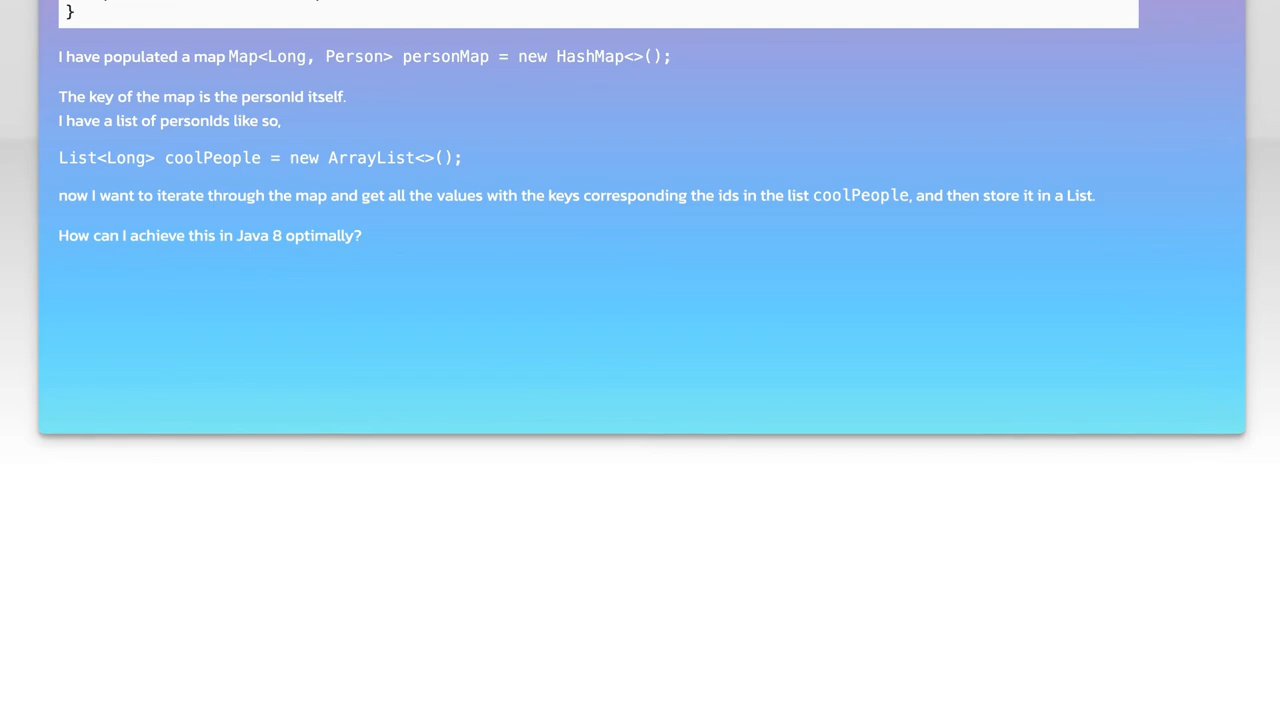 }
I have populated a map Map<Long, Person> personMap = new HashMap<>();
The key of the map is the personId itself.
I have a list of personIds like so,
List<Long> coolPeople = new ArrayList<>();
now I want to iterate through the map and get all the values with the keys corresponding the ids in the list coolPeople, and then store it in a List.
How can I achieve this in Java 8 optimally?